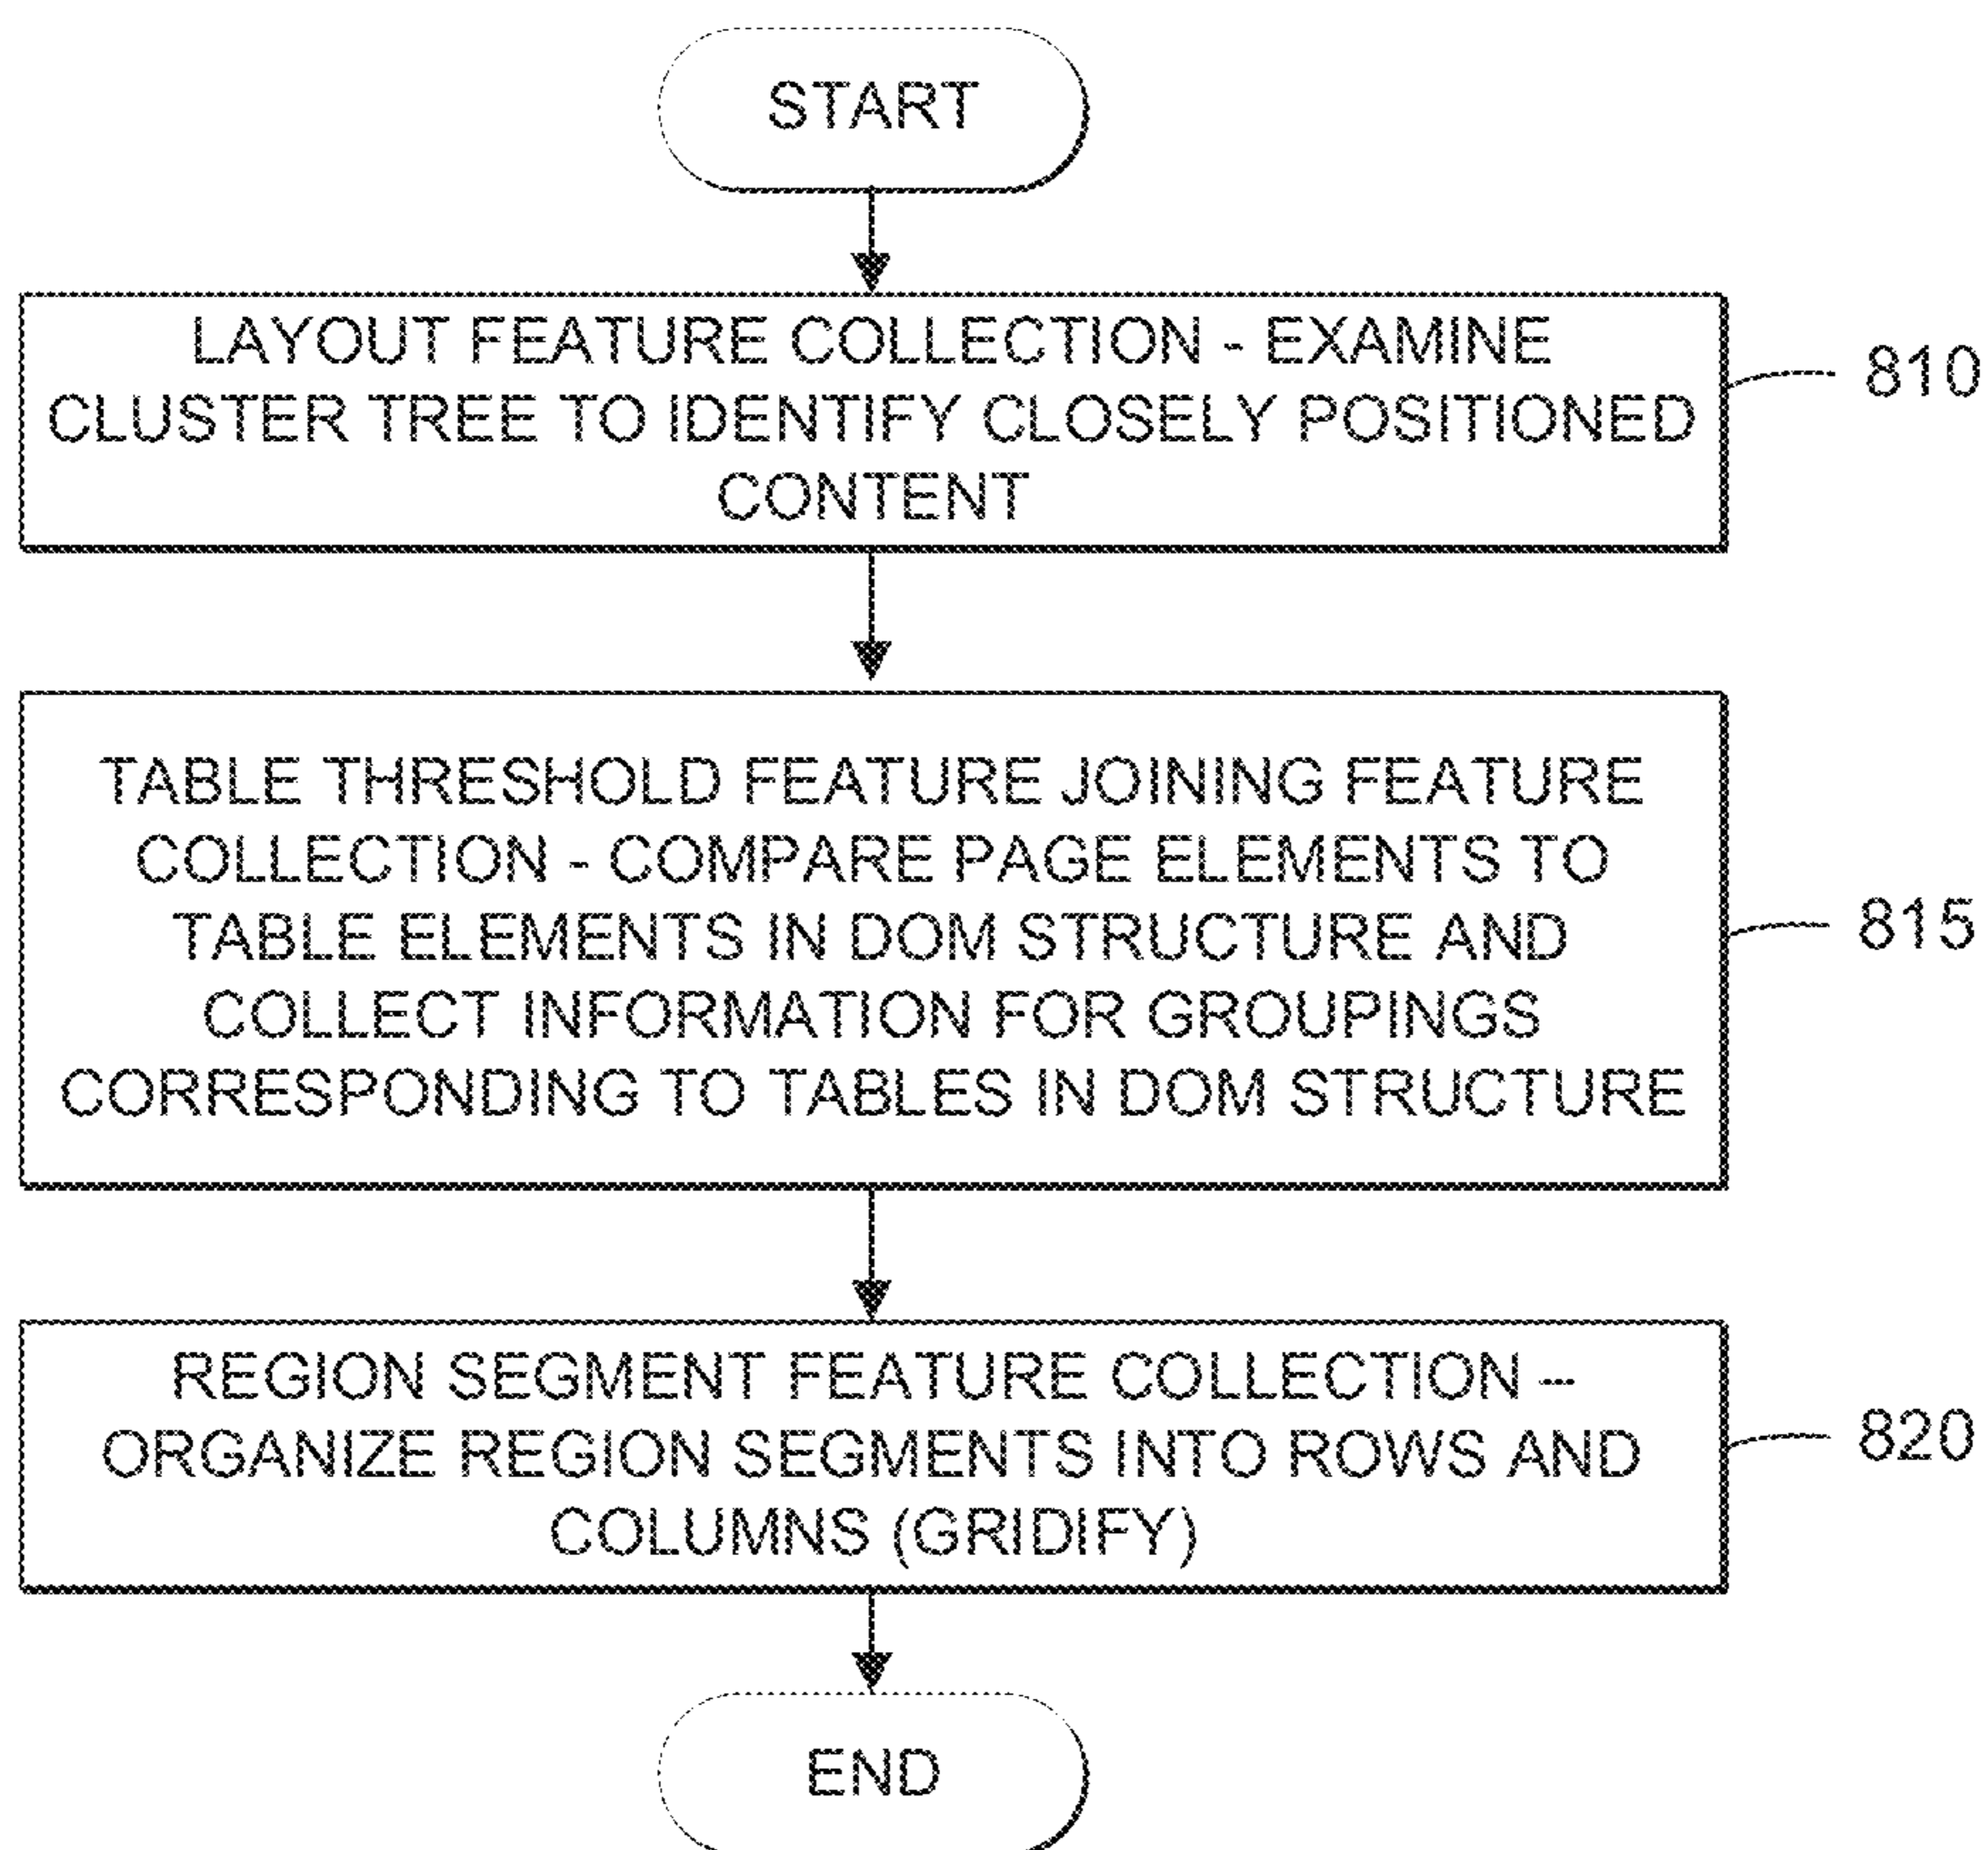 START
LAYOUT FEATURE COLLECTION - EXAMINE
CLUSTER TREE TO IDENTIFY CLOSELY POSITIONED
CONTENT
810
TABLE THRESHOLD FEATURE JOINING FEATURE
COLLECTION - COMPARE PAGE ELEMENTS TO
TABLE ELEMENTS IN DOM STRUCTURE AND
COLLECT INFORMATION FOR GROUPINGS
CORRESPONDING TO TABLES IN DOM STRUCTURE
815
REGION SEGMENT FEATURE COLLECTION –
ORGANIZE REGION SEGMENTS INTO ROWS AND
COLUMNS (GRIDIFY)
820
END